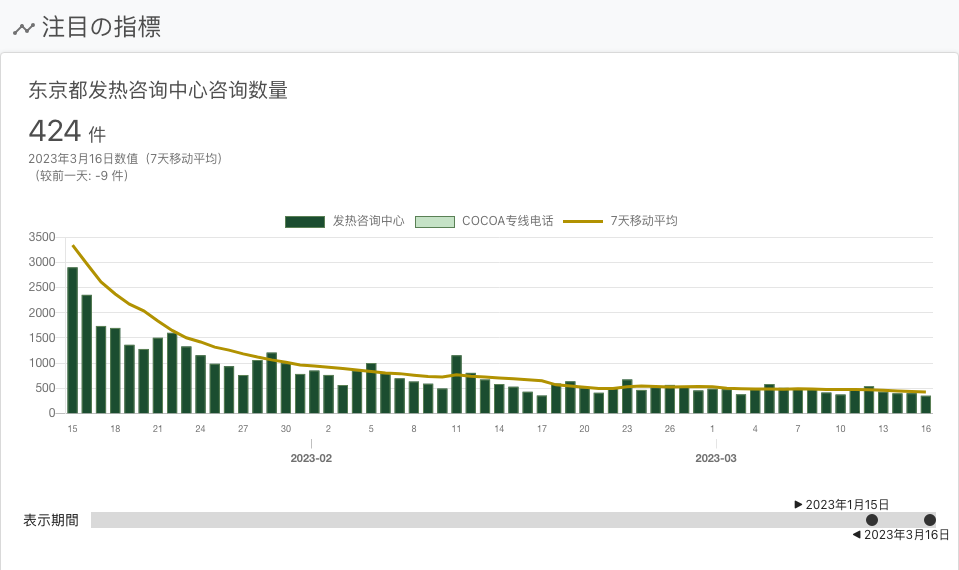 注目の指標
东京都发热咨询中心咨询数量
424 件
2023年3月16日数值（7天移动平均）
（较前一天: -9 件）
发热咨询中心 COCOA专线电话 7天移动平均
3500
3000
2500
2000
1500
1000
500
0
15 18 21 24 27 30 2 5 8 11 14 17 20 23 26 1 4 7 10 13 16
2023-02 2023-03
2023年1月15日
表示期間
2023年3月16日